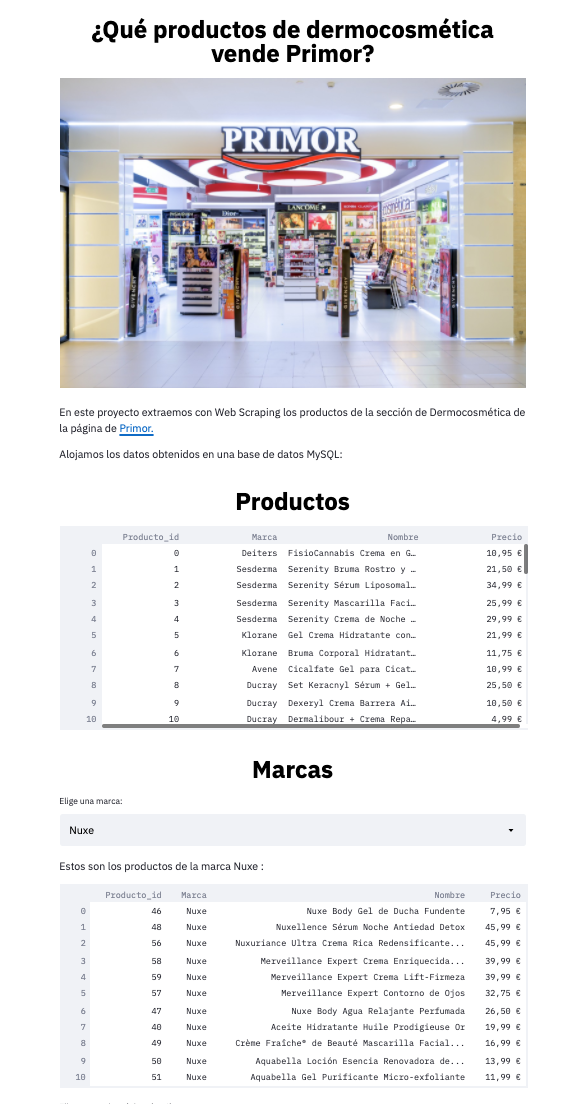 ¿Qué productos de dermocosmética
vende Primor?
PRIMOR
LANCÔME
Dior
GIVENCHY
GIVENCHY
En este proyecto extraemos con Web Scraping los productos de la sección de Dermocosmética de
la página de Primor.
Alojamos los datos obtenidos en una base de datos MySQL:
Productos
Producto_id Marca Nombre Precio
0 0 Deiters FisioCannabis Crema en G… 10,95 €
1 1 Sesderma Serenity Bruma Rostro y … 21,50 €
2 2 Sesderma Serenity Sérum Liposomal… 34,99 €
3 3 Sesderma Serenity Mascarilla Faci… 25,99 €
4 4 Sesderma Serenity Crema de Noche … 29,99 €
5 5 Klorane Gel Crema Hidratante con… 21,99 €
6 6 Klorane Bruma Corporal Hidratant… 11,75 €
7 7 Avene Cicalfate Gel para Cicat… 10,99 €
8 8 Ducray Set Keracnyl Sérum + Gel… 25,50 €
9 9 Ducray Dexeryl Crema Barrera Ai… 10,50 €
10 10 Ducray Dermalibour + Crema Repa… 4,99 €
Marcas
Elige una marca:
Nuxe
Estos son los productos de la marca Nuxe :
Producto_id Marca Nombre Precio
0 46 Nuxe Nuxe Body Gel de Ducha Fundente 7,95 €
1 48 Nuxe Nuxellence Sérum Noche Antiedad Detox 45,99 €
2 56 Nuxe Nuxuriance Ultra Crema Rica Redensificante... 45,99 €
3 58 Nuxe Merveillance Expert Crema Enriquecida... 39,99 €
4 59 Nuxe Merveillance Expert Crema Lift-Firmeza 39,99 €
5 57 Nuxe Merveillance Expert Contorno de Ojos 32,75 €
6 47 Nuxe Nuxe Body Agua Relajante Perfumada 26,50 €
7 40 Nuxe Aceite Hidratante Huile Prodigieuse Or 19,99 €
8 49 Nuxe Crème Fraîche® de Beauté Mascarilla Facial... 16,99 €
9 50 Nuxe Aquabella Loción Esencia Renovadora de... 13,99 €
10 51 Nuxe Aquabella Gel Purificante Micro-exfoliante 11,99 €